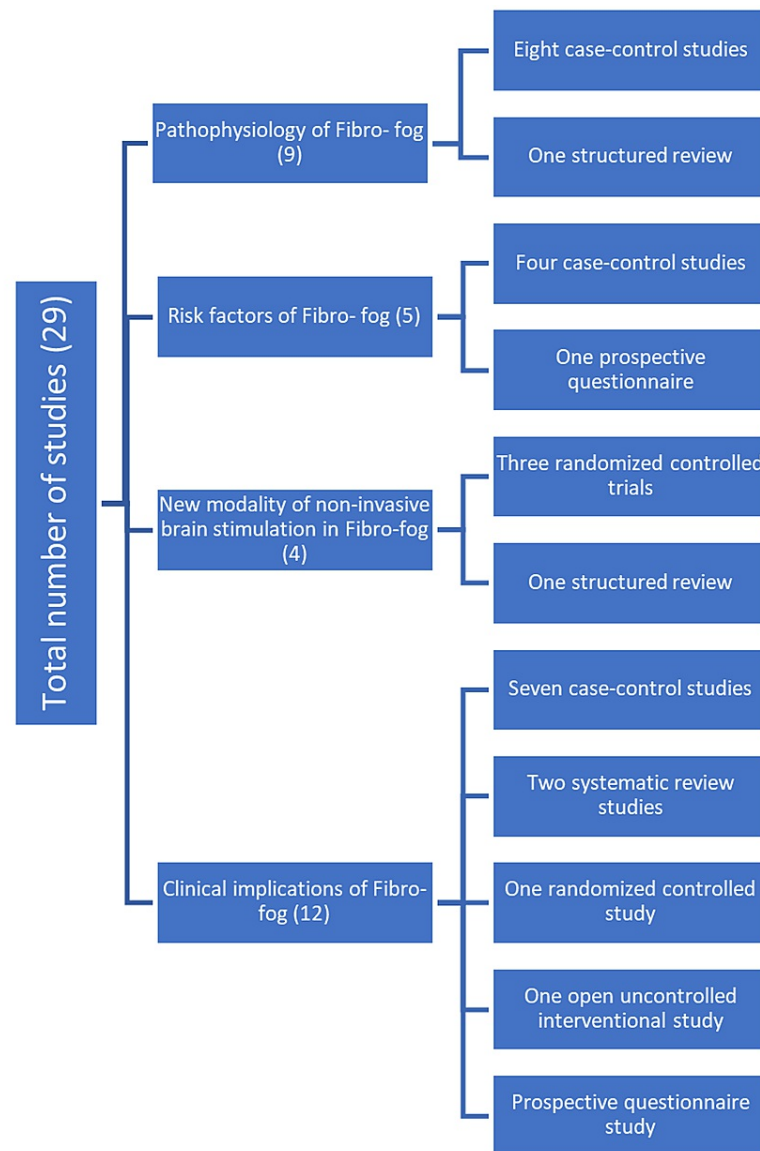 Total number of studies (29)
Pathophysiology of Fibro- fog
(9)
Eight case-control studies
One structured review
Risk factors of Fibro- fog (5)
Four case-control studies
One prospective
questionnaire
New modality of non-invasive
brain stimulation in Fibro-fog
(4)
Three randomized controlled
trials
One structured review
Clinical implications of Fibro-
fog (12)
Seven case-control studies
Two systematic review
studies
One randomized controlled
study
One open uncontrolled
interventional study
Prospective questionnaire
study